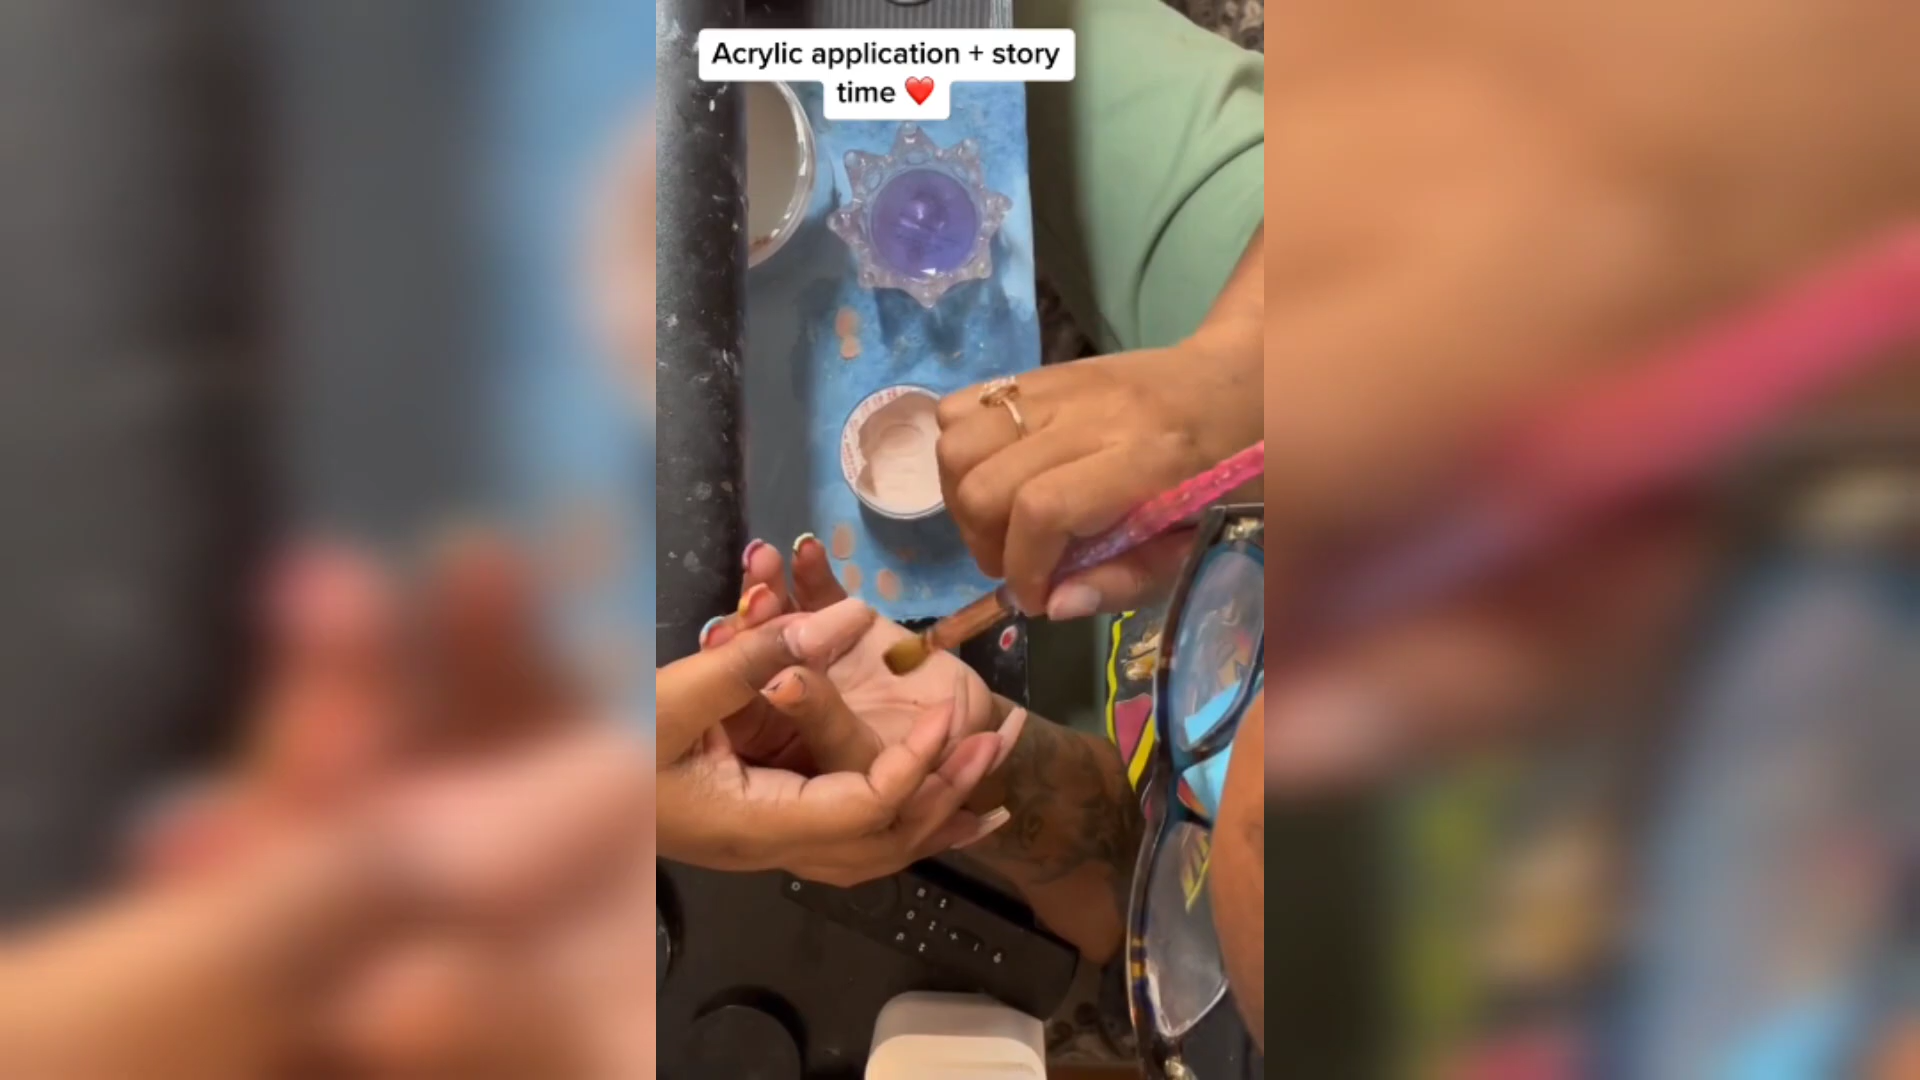 Acrylic application + story
time ❤️